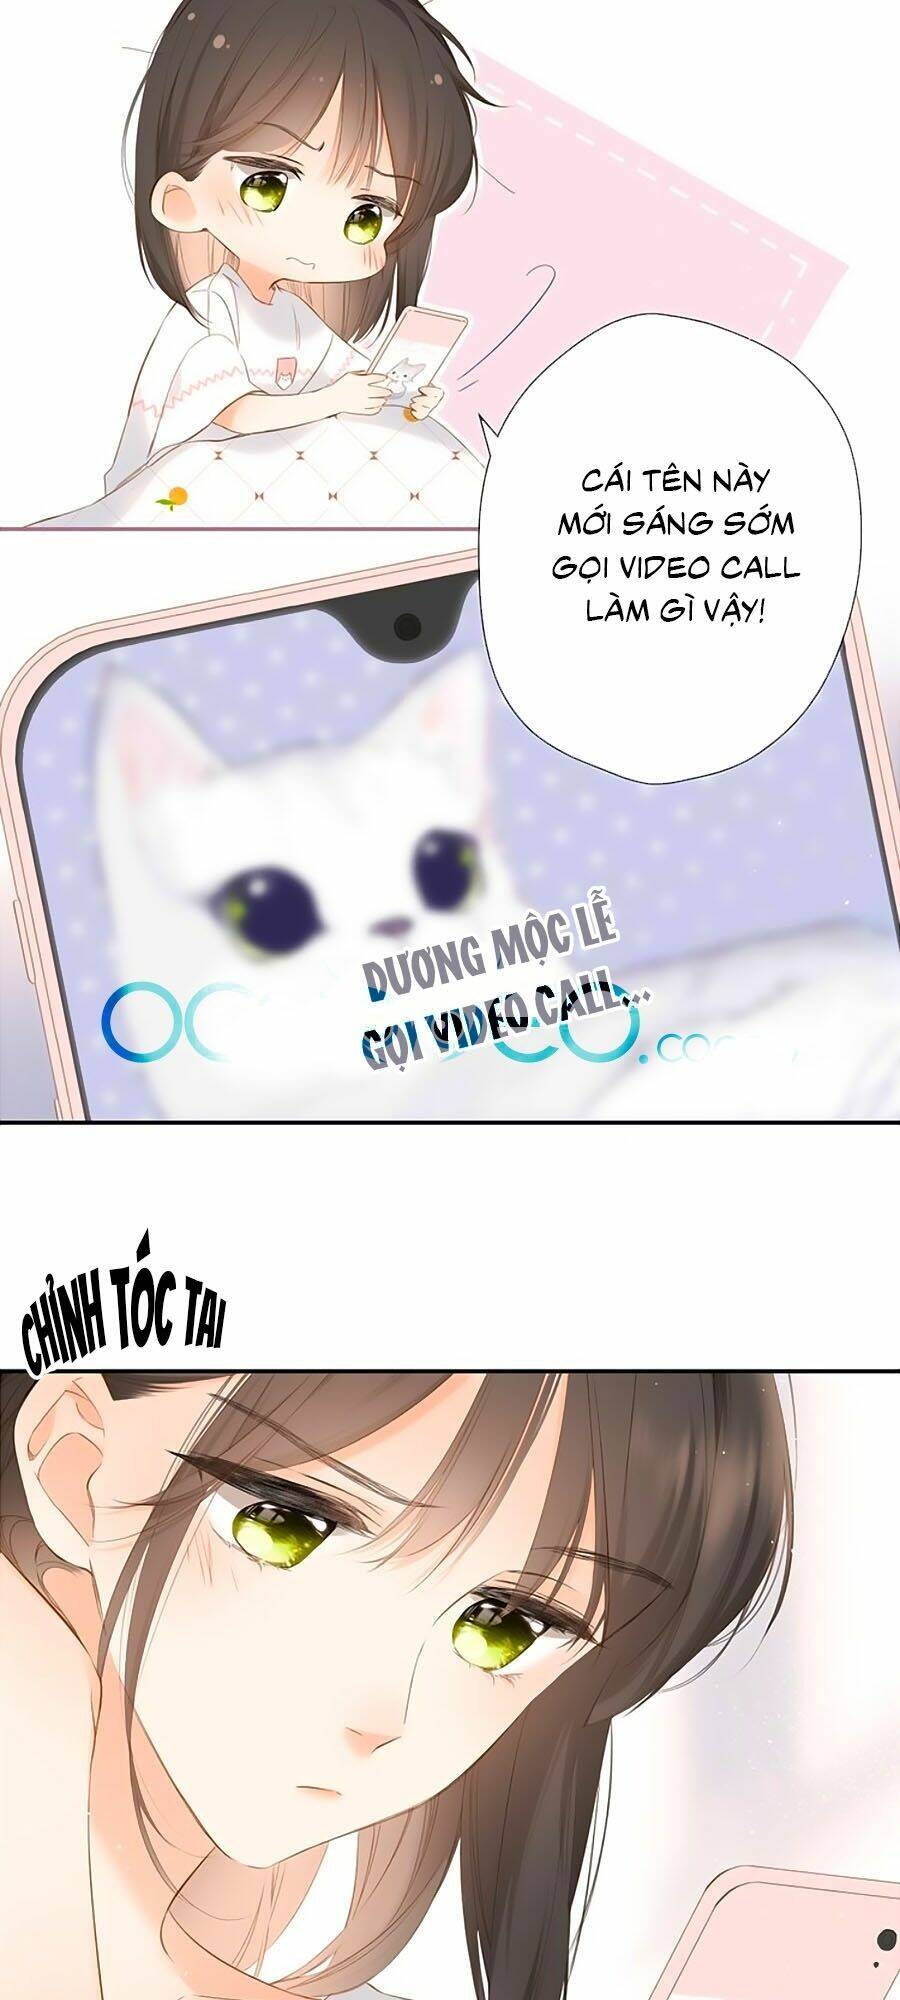 CÁI TÊN NÀY
MỚI SÁNG SỚM
GỌI VIDEO CALL
LÀM GÌ VẬY!
DƯƠNG MỘC LỄ
GỌI VIDEO CALL...
CHỈNH TÓC TAI